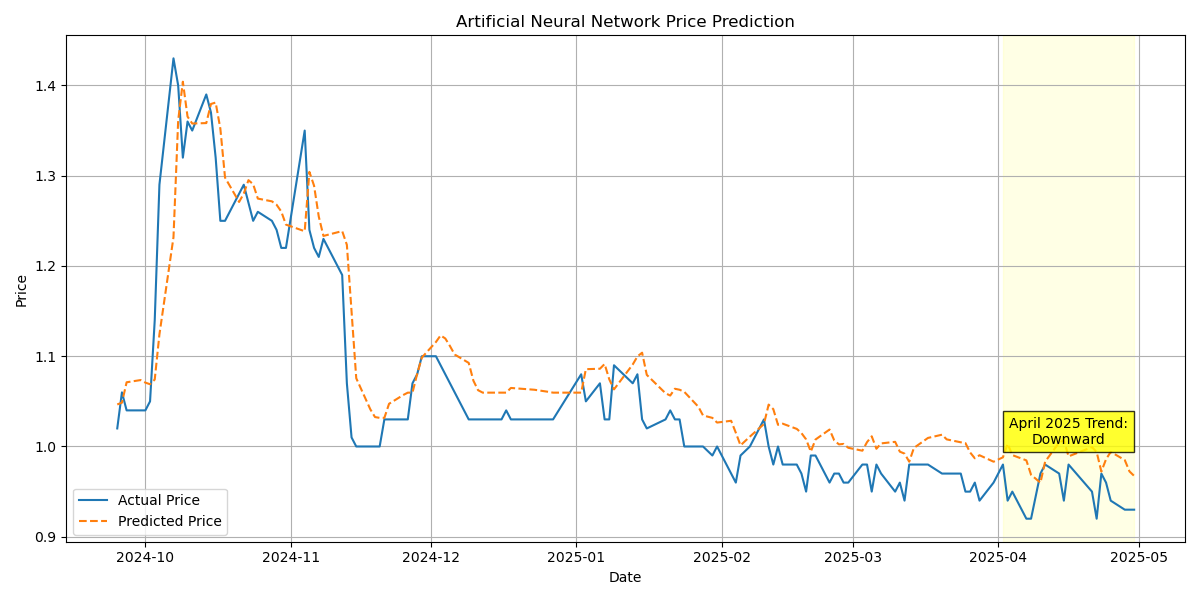 Artificial Neural Network Price Prediction
Price
1.4
1.3
1.2
1.1
1.0
0.9
April 2025 Trend:
Downward
Actual Price
Predicted Price
2024-10 2024-11 2024-12 2025-01 2025-02 2025-03 2025-04 2025-05
Date